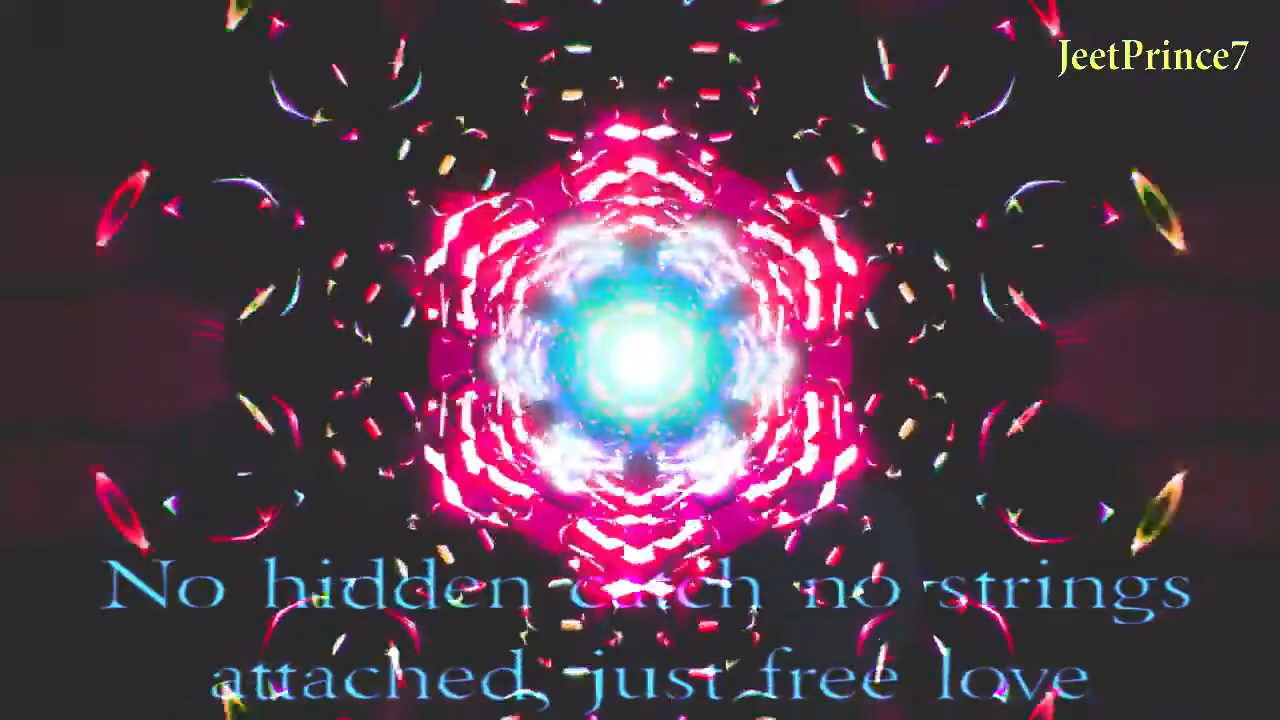 JeetPrince7
No hidden catch no strings
attached, just free love